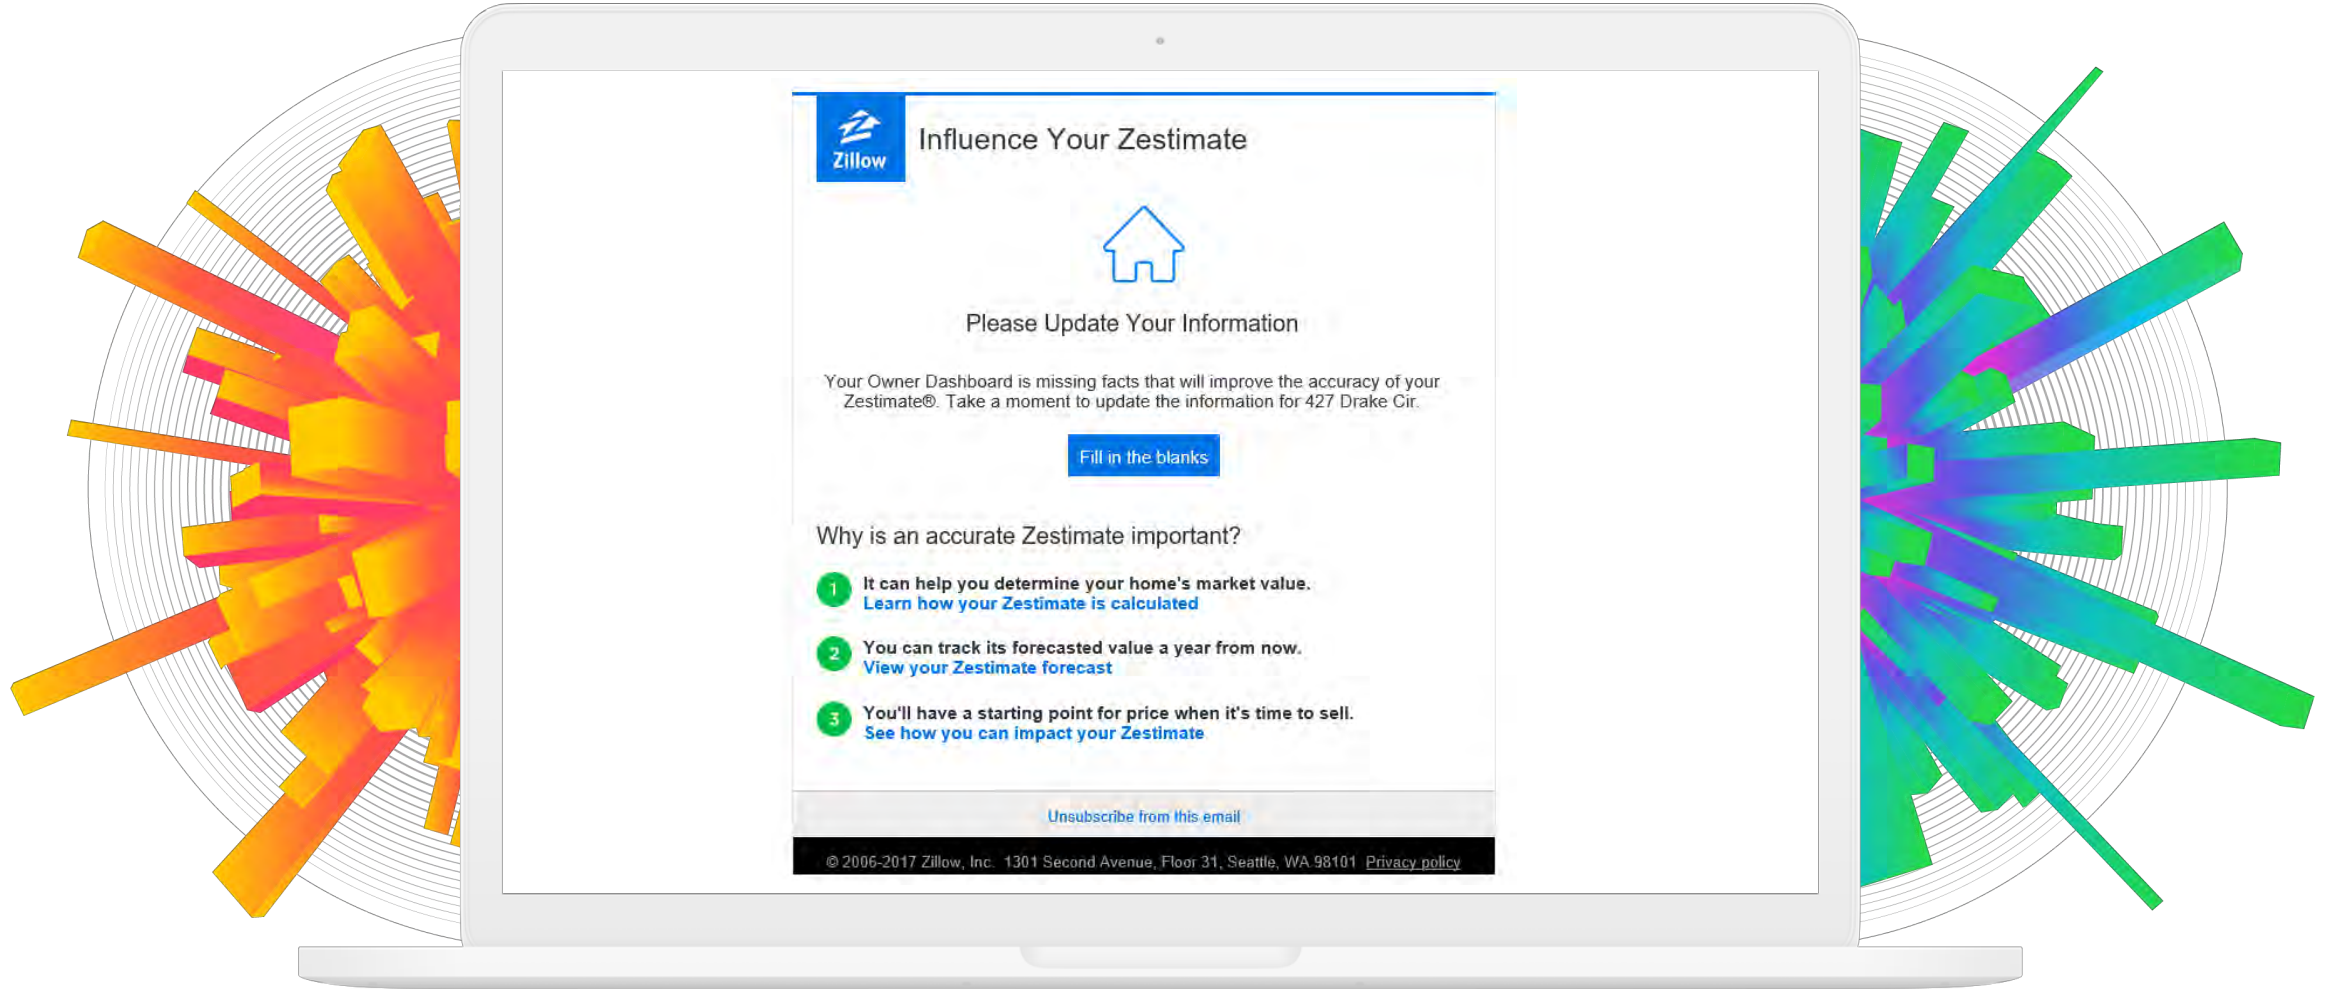 Zillow
Influence Your Zestimate
Please Update Your Information
Your Owner Dashboard is missing facts that will improve the accuracy of your
Zestimate®. Take a moment to update the information for 427 Drake Cir.
Fill in the blanks
Why is an accurate Zestimate important?
1 It can help you determine your home's market value.
Learn how your Zestimate is calculated
2 You can track its forecasted value a year from now.
View your Zestimate forecast
3 You'll have a starting point for price when it's time to sell.
See how you can impact your Zestimate
Unsubscribe from this email
© 2006-2017 Zillow, Inc. 1301 Second Avenue, Floor 31, Seattle, WA 98101 Privacy policy